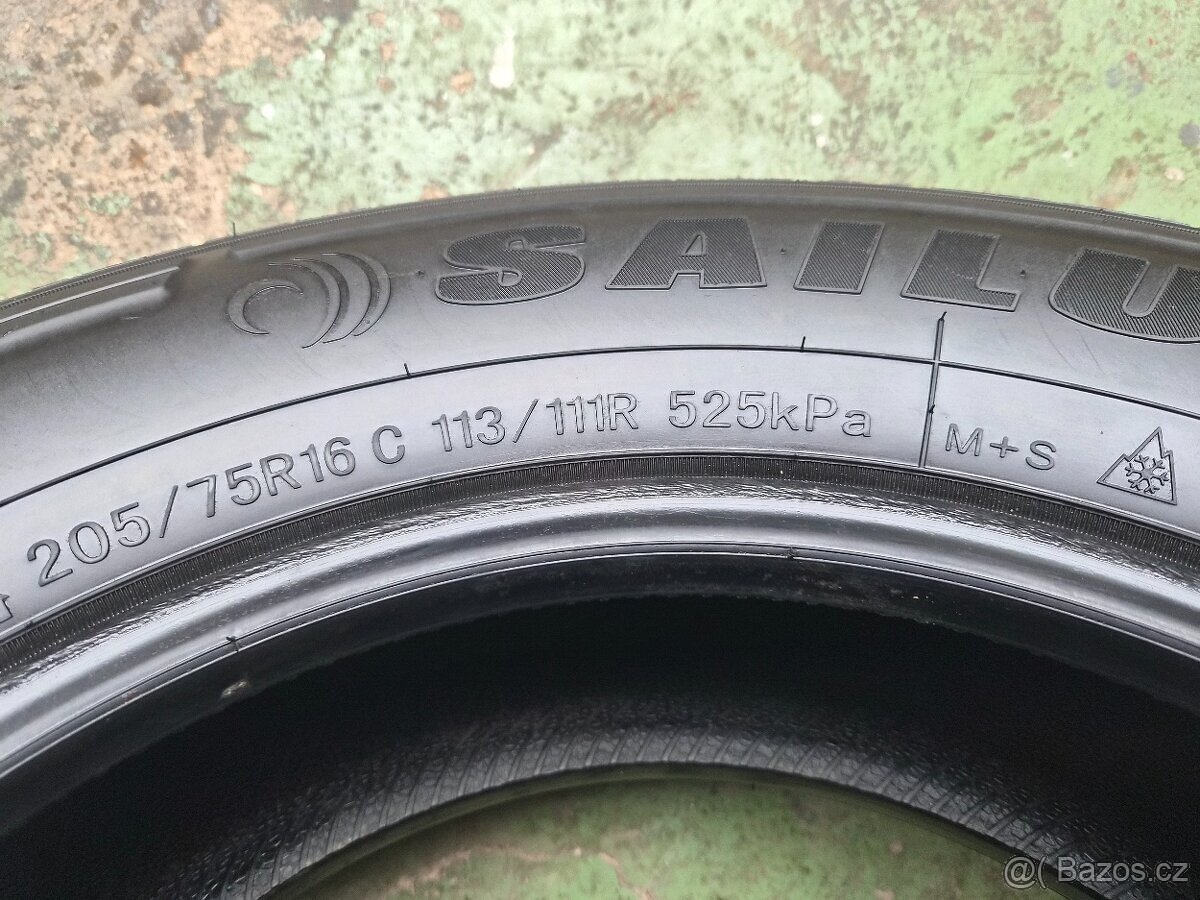 SAILU
205/75R16 C 113/111R 525kPa M+S
@( Bazos.cz